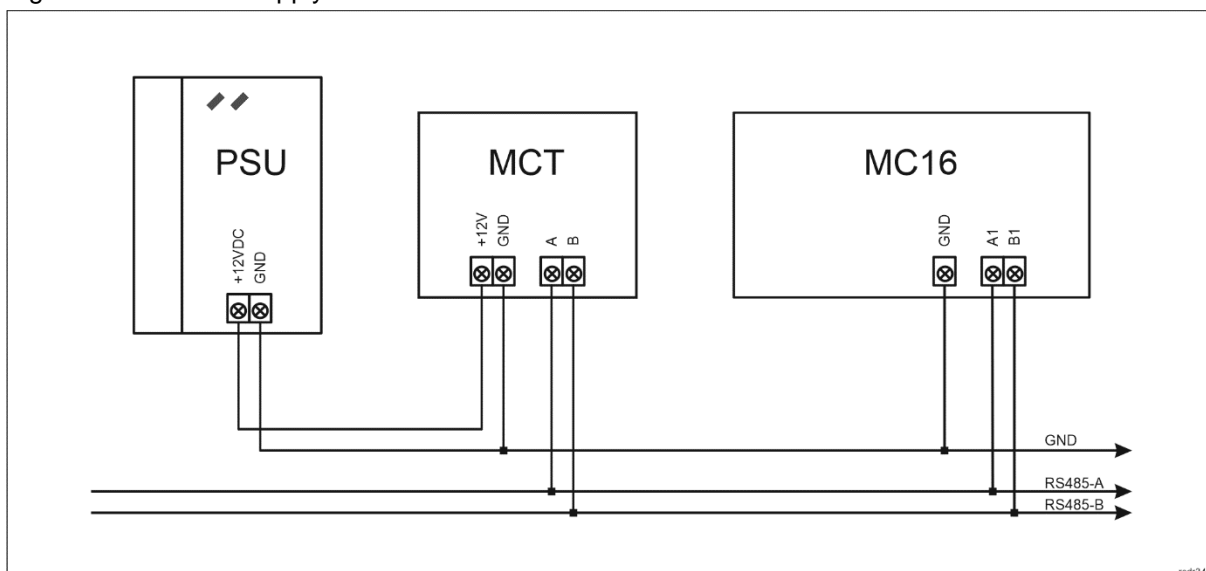 PSU
MCT
MC16
+12VDC
GND
+12V
GND
A
B
GND
A1
B1
GND
RS485-A
RS485-B